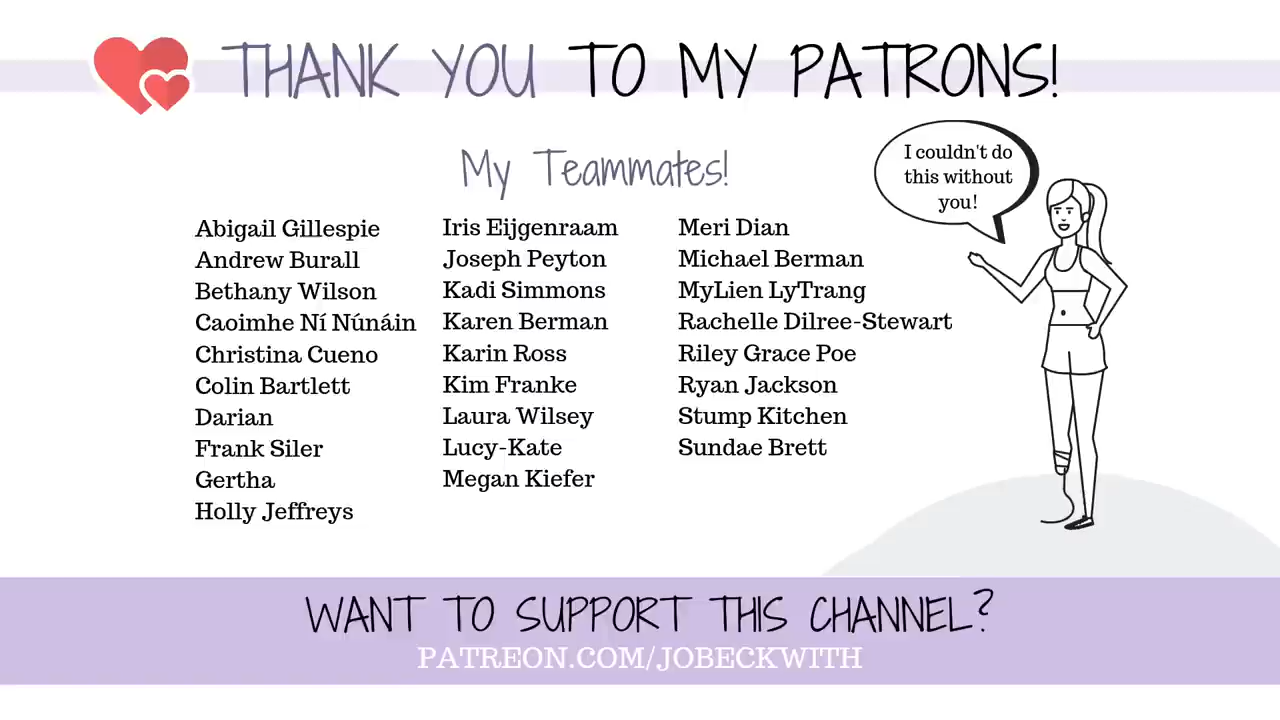 THANK YOU TO MY PATRONS!
My Teammates!
I couldn't do
this without
you!
Abigail Gillespie
Andrew Burall
Bethany Wilson
Caoimhe Ní Núnáin
Christina Cueno
Colin Bartlett
Darian
Frank Siler
Gertha
Holly Jeffreys
Iris Eijgenraam
Joseph Peyton
Kadi Simmons
Karen Berman
Karin Ross
Kim Franke
Laura Wilsey
Lucy-Kate
Megan Kiefer
Meri Dian
Michael Berman
MyLien LyTrang
Rachelle Dilree-Stewart
Riley Grace Poe
Ryan Jackson
Stump Kitchen
Sundae Brett
WANT TO SUPPORT THIS CHANNEL?
PATREON.COM/JOBECKWITH